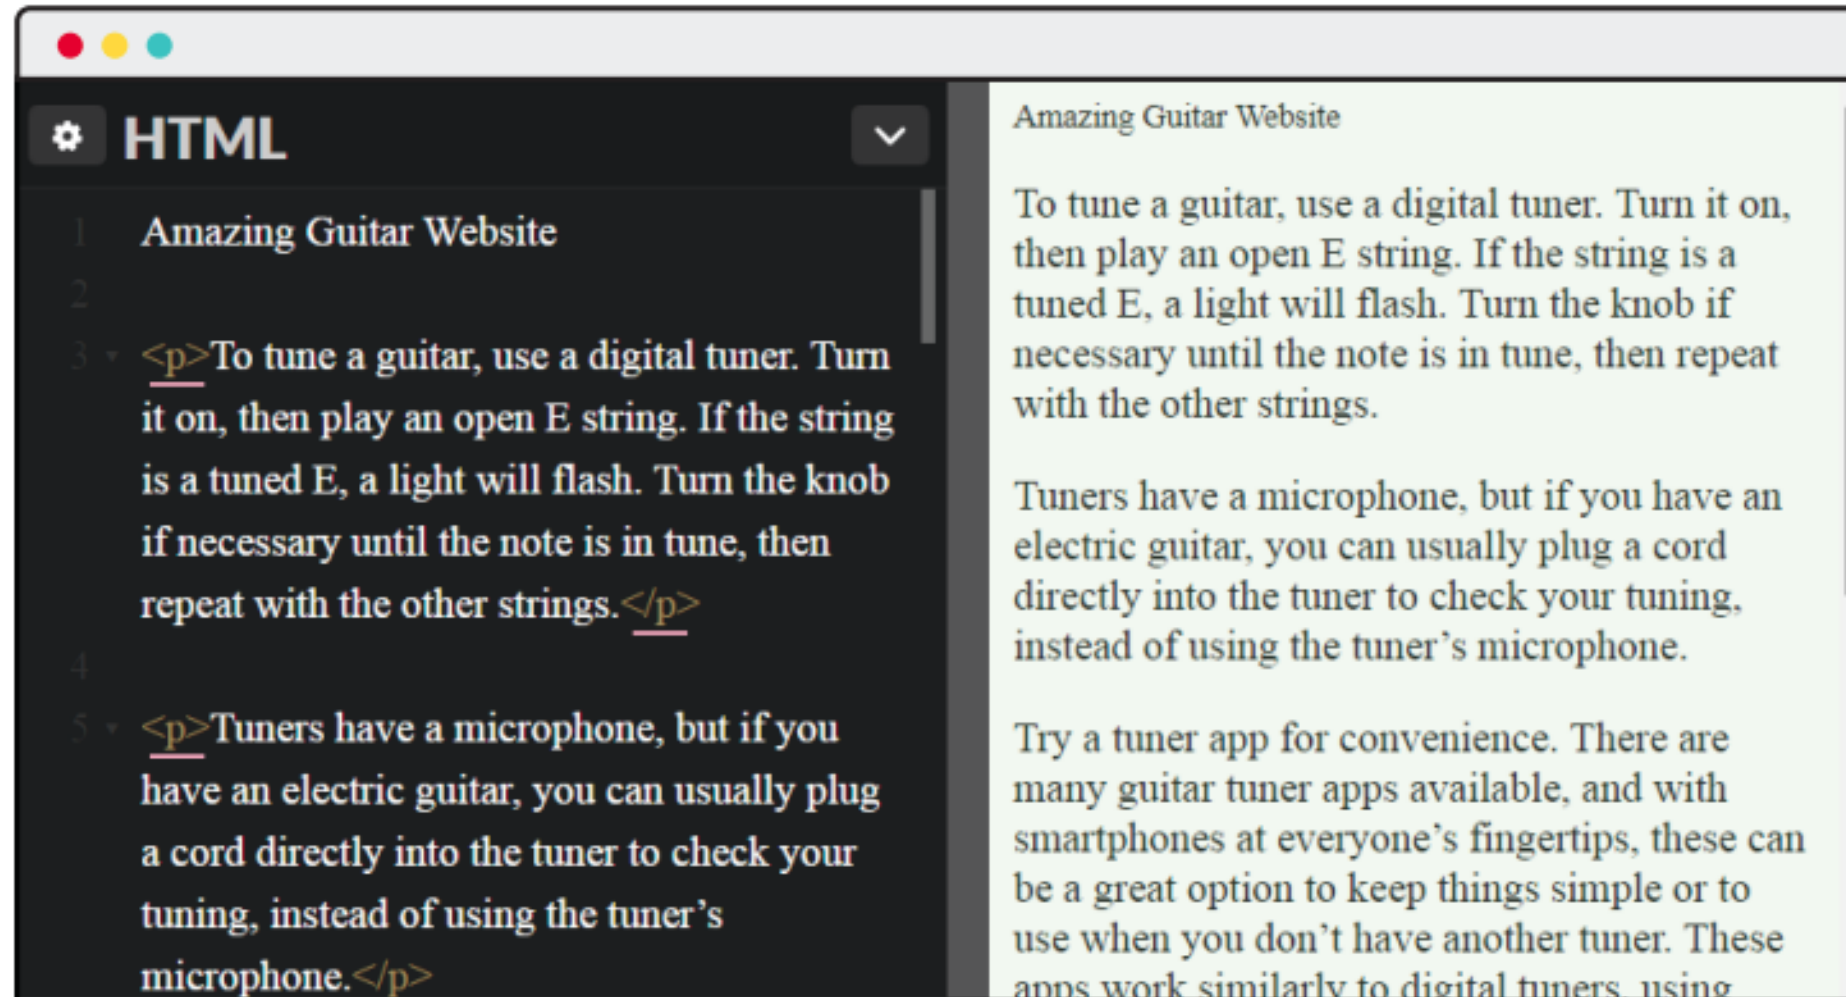 HTML
1 Amazing Guitar Website
2
3 <p>To tune a guitar, use a digital tuner. Turn
it on, then play an open E string. If the string
is a tuned E, a light will flash. Turn the knob
if necessary until the note is in tune, then
repeat with the other strings.</p>
4
5 <p>Tuners have a microphone, but if you
have an electric guitar, you can usually plug
a cord directly into the tuner to check your
tuning, instead of using the tuner’s
microphone.</p>
Amazing Guitar Website
To tune a guitar, use a digital tuner. Turn it on,
then play an open E string. If the string is a
tuned E, a light will flash. Turn the knob if
necessary until the note is in tune, then repeat
with the other strings.
Tuners have a microphone, but if you have an
electric guitar, you can usually plug a cord
directly into the tuner to check your tuning,
instead of using the tuner’s microphone.
Try a tuner app for convenience. There are
many guitar tuner apps available, and with
smartphones at everyone’s fingertips, these can
be a great option to keep things simple or to
use when you don’t have another tuner. These
apps work similarly to digital tuners, using